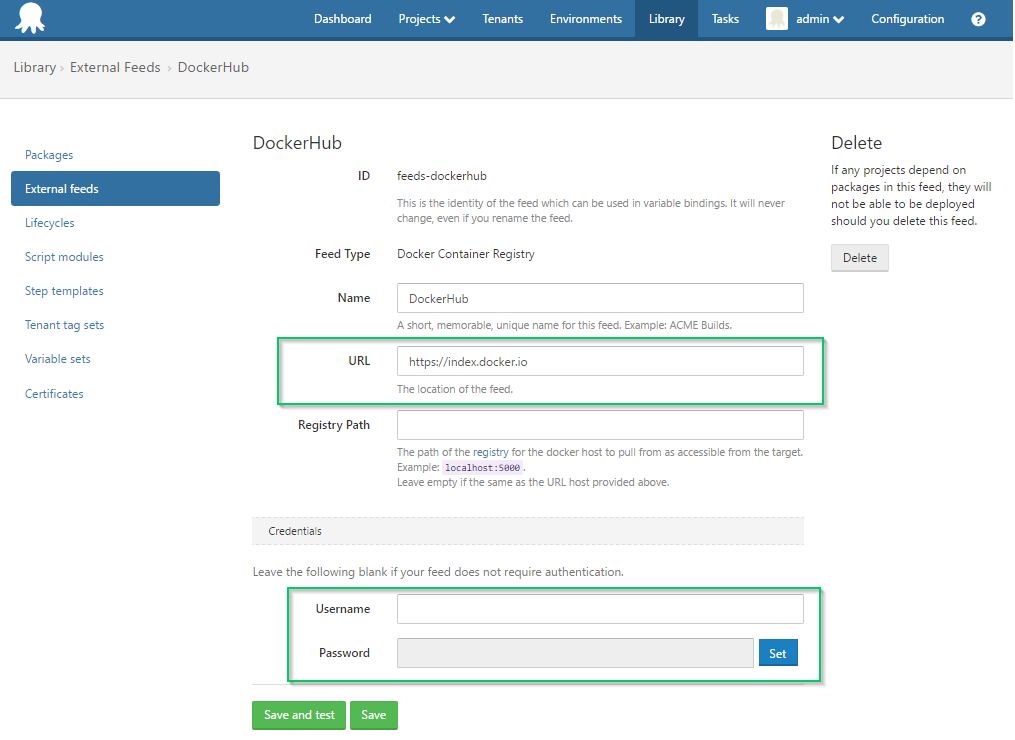 Dashboard Projects Tenants Environments Library Tasks admin Configuration ?
Library › External Feeds › DockerHub
Packages
External feeds
Lifecycles
Script modules
Step templates
Tenant tag sets
Variable sets
Certificates
DockerHub
ID feeds-dockerhub
This is the identity of the feed which can be used in variable bindings. It will never
change, even if you rename the feed.
Feed Type Docker Container Registry
Name DockerHub
A short, memorable, unique name for this feed. Example: ACME Builds.
URL https://index.docker.io
The location of the feed.
Registry Path
The path of the registry for the docker host to pull from as accessible from the target.
Example: localhost:5000.
Leave empty if the same as the URL host provided above.
Credentials
Leave the following blank if your feed does not require authentication.
Username
Password Set
Save and test Save
Delete
If any projects depend on
packages in this feed, they will
not be able to be deployed
should you delete this feed.
Delete